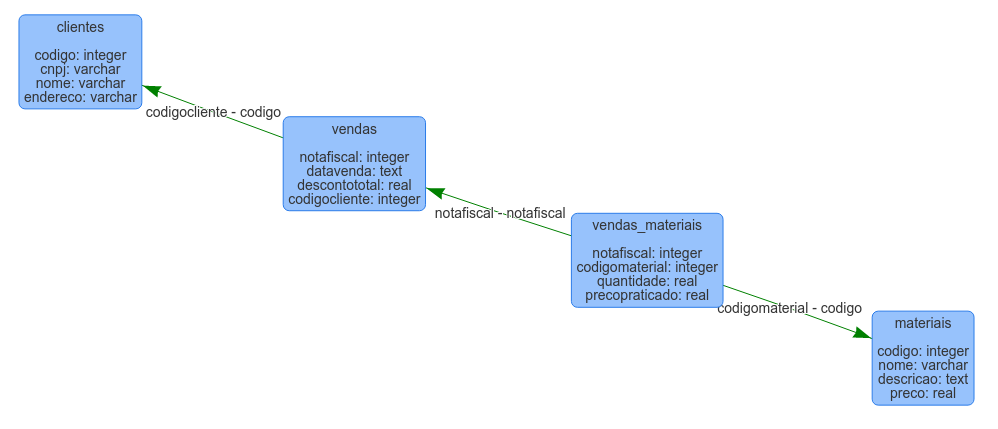 clientes
codigo: integer
cnpj: varchar
nome: varchar
endereco: varchar
codigocliente - codigo
vendas
notafiscal: integer
datavenda: text
descontototal: real
codigocliente: integer
notafiscal - notafiscal
vendas_materiais
notafiscal: integer
codigomaterial: integer
quantidade: real
precopraticado: real
codigomaterial - codigo
materiais
codigo: integer
nome: varchar
descricao: text
preco: real